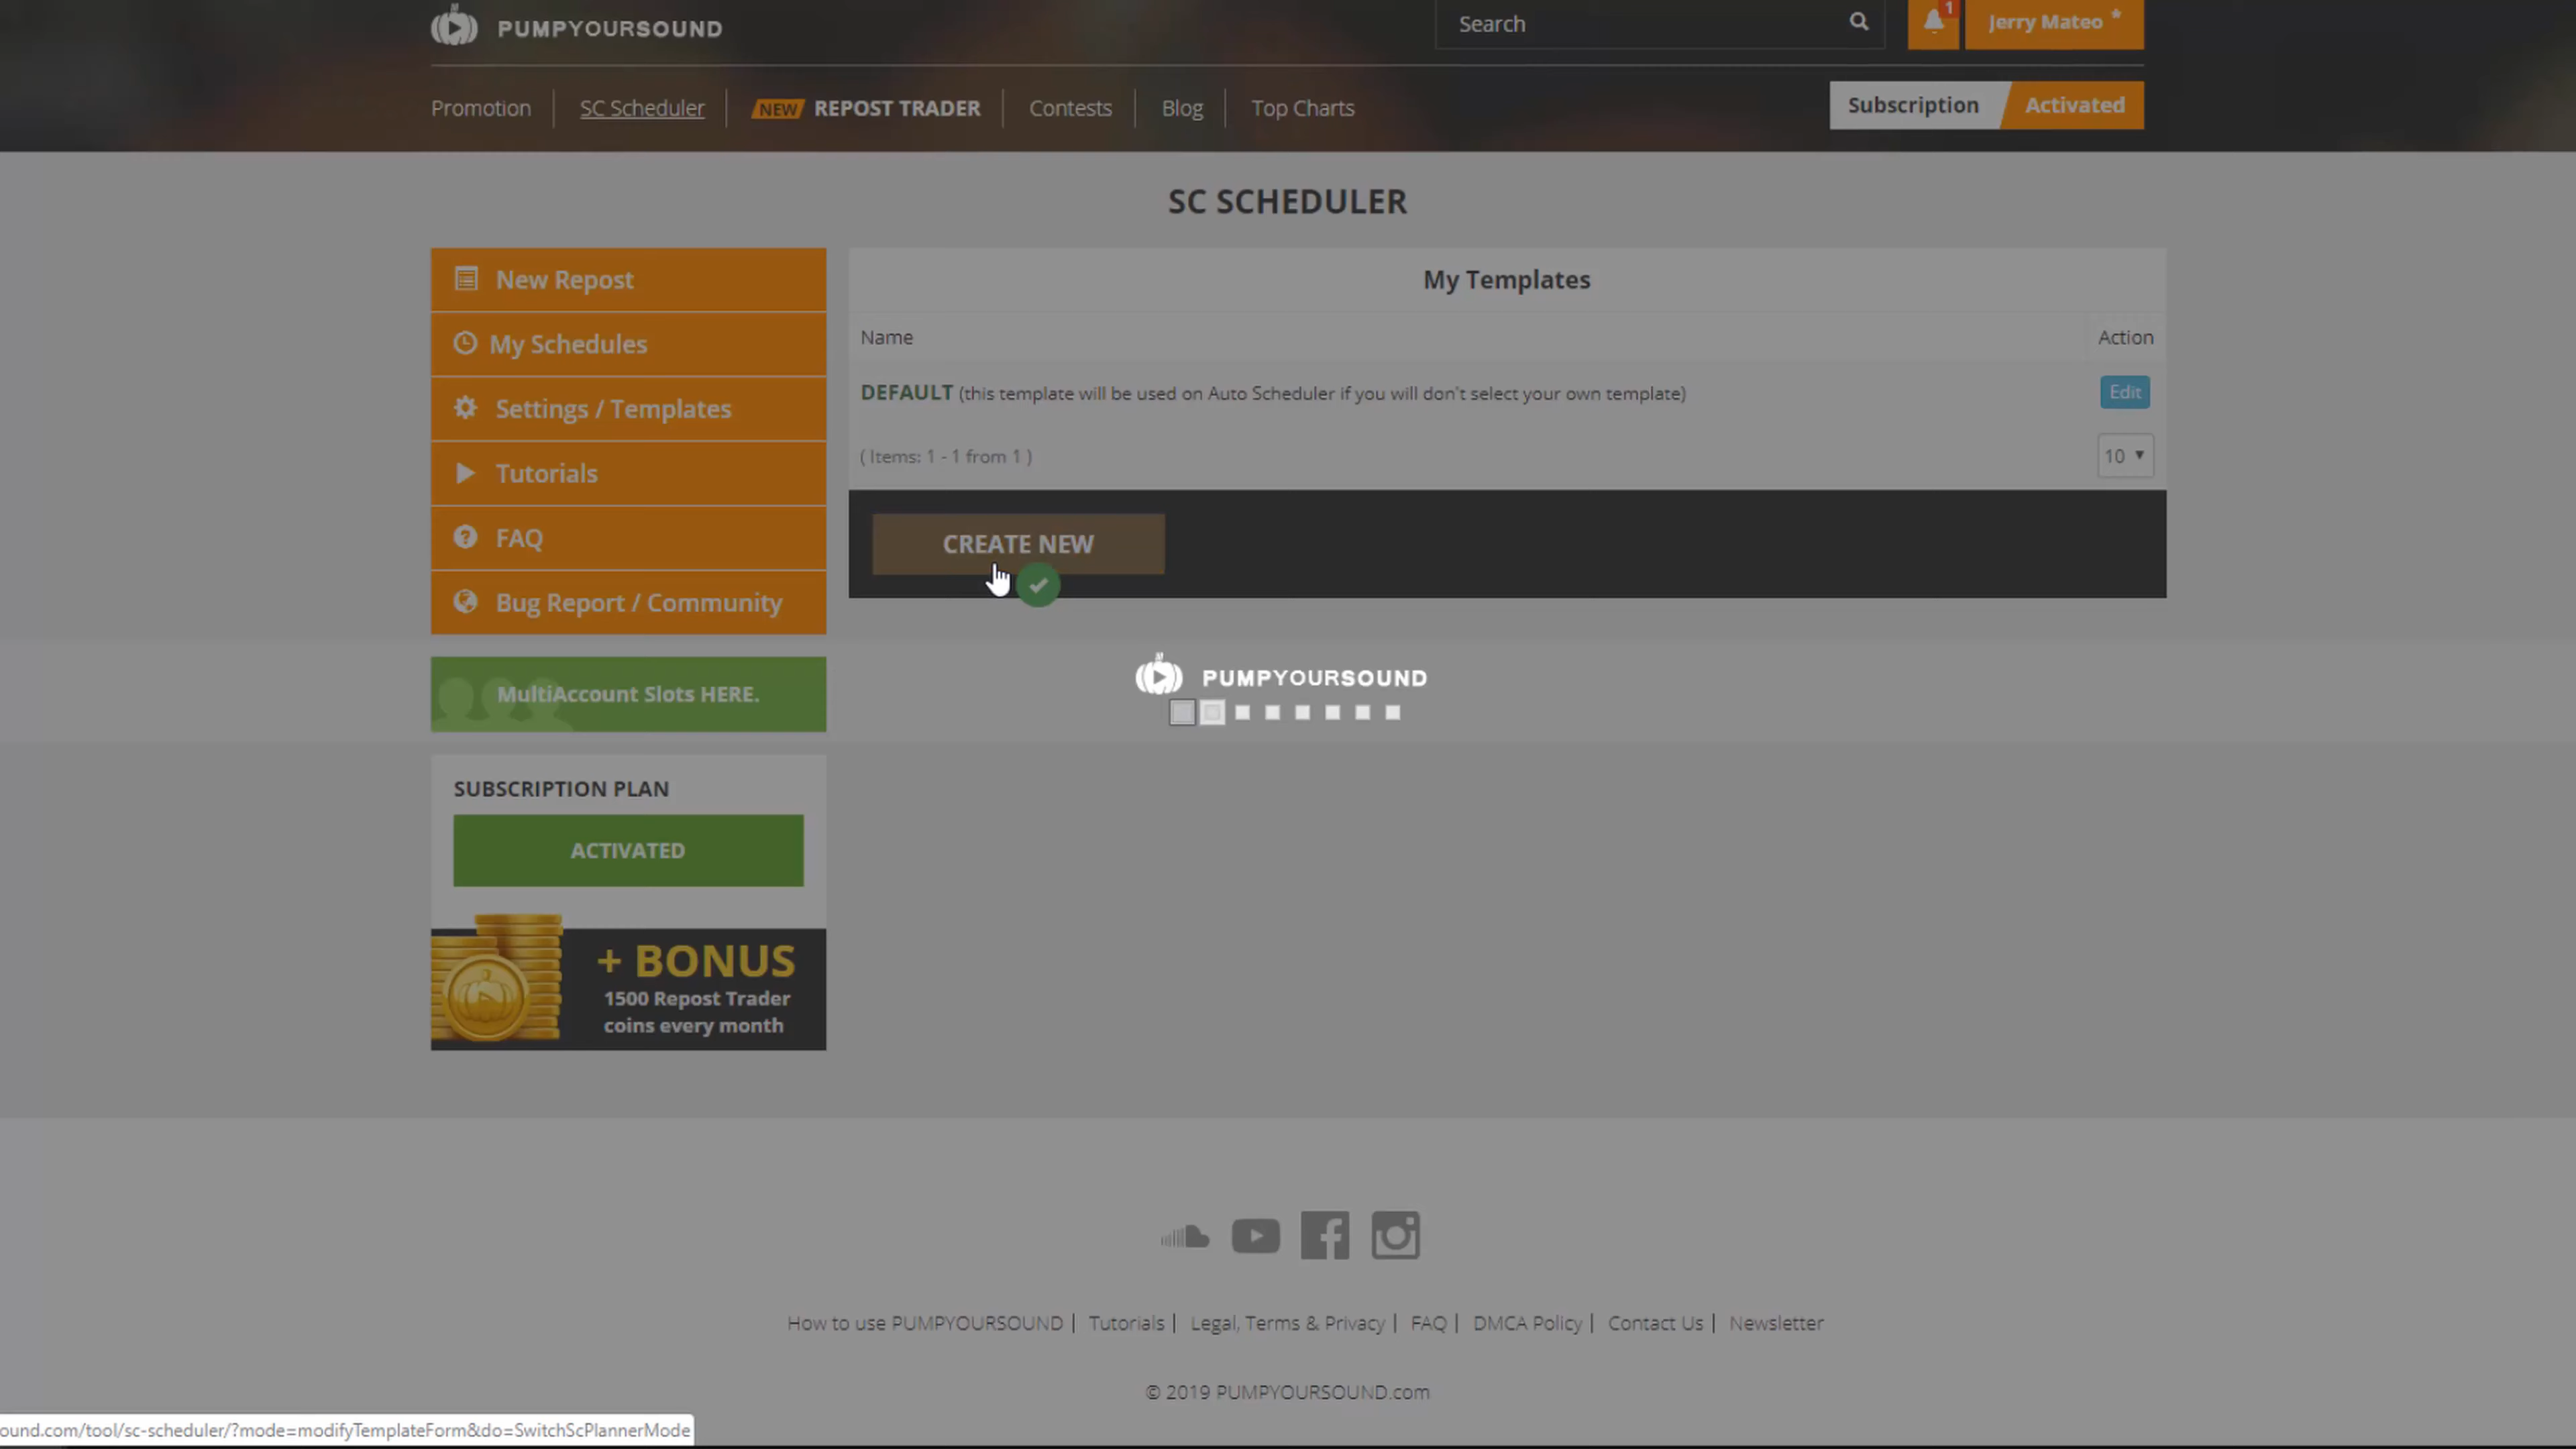 PUMPYOURSOUND
Search
1
Jerry Mateo *
Promotion
SC Scheduler
NEW REPOST TRADER
Contests
Blog
Top Charts
Subscription Activated
SC SCHEDULER
New Repost
My Schedules
Settings / Templates
Tutorials
FAQ
Bug Report / Community
MultiAccount Slots HERE.
SUBSCRIPTION PLAN
ACTIVATED
+ BONUS
1500 Repost Trader
coins every month
My Templates
Name Action
DEFAULT (this template will be used on Auto Scheduler if you will don't select your own template) Edit
( Items: 1 - 1 from 1 ) 10
CREATE NEW
PUMPYOURSOUND
How to use PUMPYOURSOUND | Tutorials | Legal, Terms & Privacy | FAQ | DMCA Policy | Contact Us | Newsletter
© 2019 PUMPYOURSOUND.com
ound.com/tool/sc-scheduler/?mode=modifyTemplateForm&do=SwitchScPlannerMode